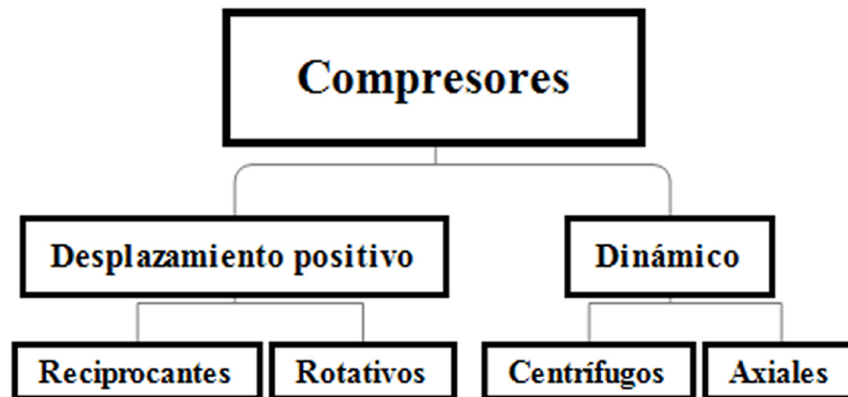 Compresores
Desplazamiento positivo
Dinámico
Reciprocantes
Rotativos
Centrífugos
Axiales